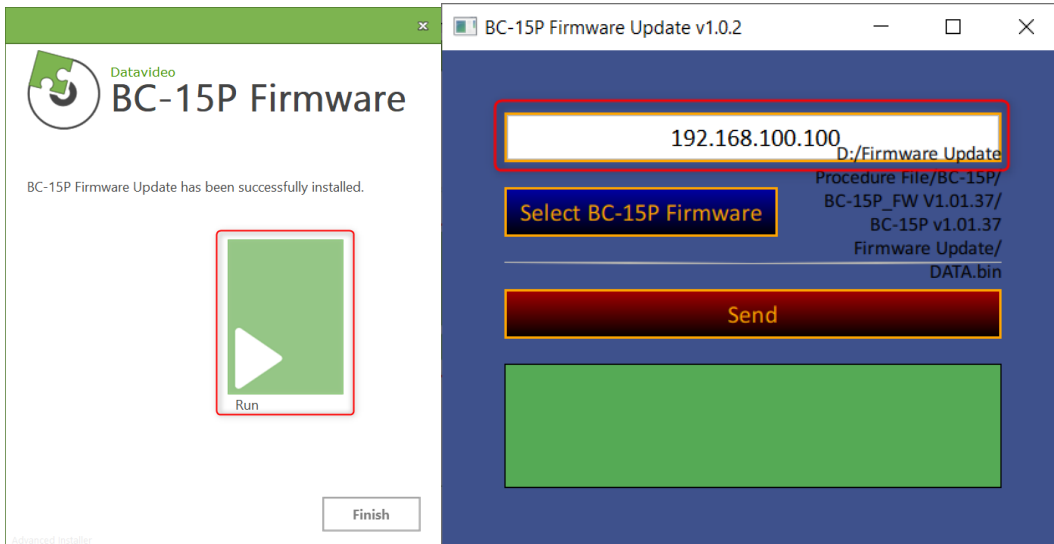 Datavideo
BC-15P Firmware
BC-15P Firmware Update has been successfully installed.
Run
Finish
Advanced Installer
BC-15P Firmware Update v1.0.2
192.168.100.100
D:/Firmware Update
Procedure File/BC-15P/
BC-15P_FW V1.01.37/
BC-15P v1.01.37
Firmware Update/
DATA.bin
Select BC-15P Firmware
Send